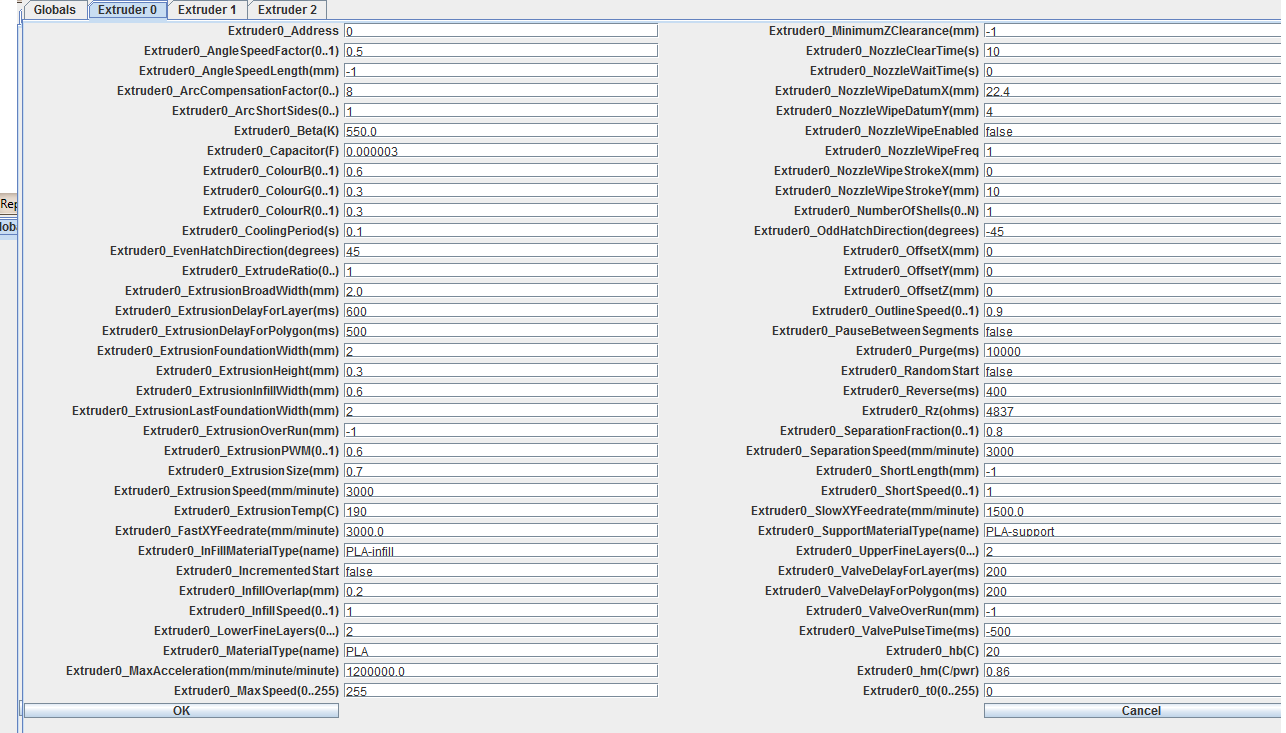 Globals Extruder 0 Extruder 1 Extruder 2
Extruder0_Address 0 Extruder0_MinimumZClearance(mm) -1
Extruder0_AngleSpeedFactor(0..1) 0.5 Extruder0_NozzleClearTime(s) 10
Extruder0_AngleSpeedLength(mm) -1 Extruder0_NozzleWaitTime(s) 0
Extruder0_ArcCompensationFactor(0..) 8 Extruder0_NozzleWipeDatumX(mm) 22.4
Extruder0_ArcShortSides(0..) 1 Extruder0_NozzleWipeDatumY(mm) 4
Extruder0_Beta(K) 550.0 Extruder0_NozzleWipeEnabled false
Extruder0_Capacitor(F) 0.000003 Extruder0_NozzleWipeFreq 1
Extruder0_ColourB(0..1) 0.6 Extruder0_NozzleWipeStrokeX(mm) 0
Extruder0_ColourG(0..1) 0.3 Extruder0_NozzleWipeStrokeY(mm) 10
Extruder0_ColourR(0..1) 0.3 Extruder0_NumberOfShells(0..N) 1
Extruder0_CoolingPeriod(s) 0.1 Extruder0_OddHatchDirection(degrees) -45
Extruder0_EvenHatchDirection(degrees) 45 Extruder0_OffsetX(mm) 0
Extruder0_ExtrudeRatio(0..) 1 Extruder0_OffsetY(mm) 0
Extruder0_ExtrusionBroadWidth(mm) 2.0 Extruder0_OffsetZ(mm) 0
Extruder0_ExtrusionDelayForLayer(ms) 600 Extruder0_OutlineSpeed(0..1) 0.9
Extruder0_ExtrusionDelayForPolygon(ms) 500 Extruder0_PauseBetweenSegments false
Extruder0_ExtrusionFoundationWidth(mm) 2 Extruder0_Purge(ms) 10000
Extruder0_ExtrusionHeight(mm) 0.3 Extruder0_RandomStart false
Extruder0_ExtrusionInfillWidth(mm) 0.6 Extruder0_Reverse(ms) 400
Extruder0_ExtrusionLastFoundationWidth(mm) 2 Extruder0_Rz(ohms) 4837
Extruder0_ExtrusionOverRun(mm) -1 Extruder0_SeparationFraction(0..1) 0.8
Extruder0_ExtrusionPWM(0..1) 0.6 Extruder0_SeparationSpeed(mm/minute) 3000
Extruder0_ExtrusionSize(mm) 0.7 Extruder0_ShortLength(mm) -1
Extruder0_ExtrusionSpeed(mm/minute) 3000 Extruder0_ShortSpeed(0..1) 1
Extruder0_ExtrusionTemp(C) 190 Extruder0_SlowXYFeedrate(mm/minute) 1500.0
Extruder0_FastXYFeedrate(mm/minute) 3000.0 Extruder0_SupportMaterialType(name) PLA-support
Extruder0_InFillMaterialType(name) PLA-infill Extruder0_UpperFineLayers(0...) 2
Extruder0_IncrementedStart false Extruder0_ValveDelayForLayer(ms) 200
Extruder0_InfillOverlap(mm) 0.2 Extruder0_ValveDelayForPolygon(ms) 200
Extruder0_InfillSpeed(0..1) 1 Extruder0_ValveOverRun(mm) -1
Extruder0_LowerFineLayers(0...) 2 Extruder0_ValvePulseTime(ms) -500
Extruder0_MaterialType(name) PLA Extruder0_hb(C) 20
Extruder0_MaxAcceleration(mm/minute/minute) 1200000.0 Extruder0_hm(C/pwr) 0.86
Extruder0_MaxSpeed(0..255) 255 Extruder0_t0(0..255) 0
OK Cancel